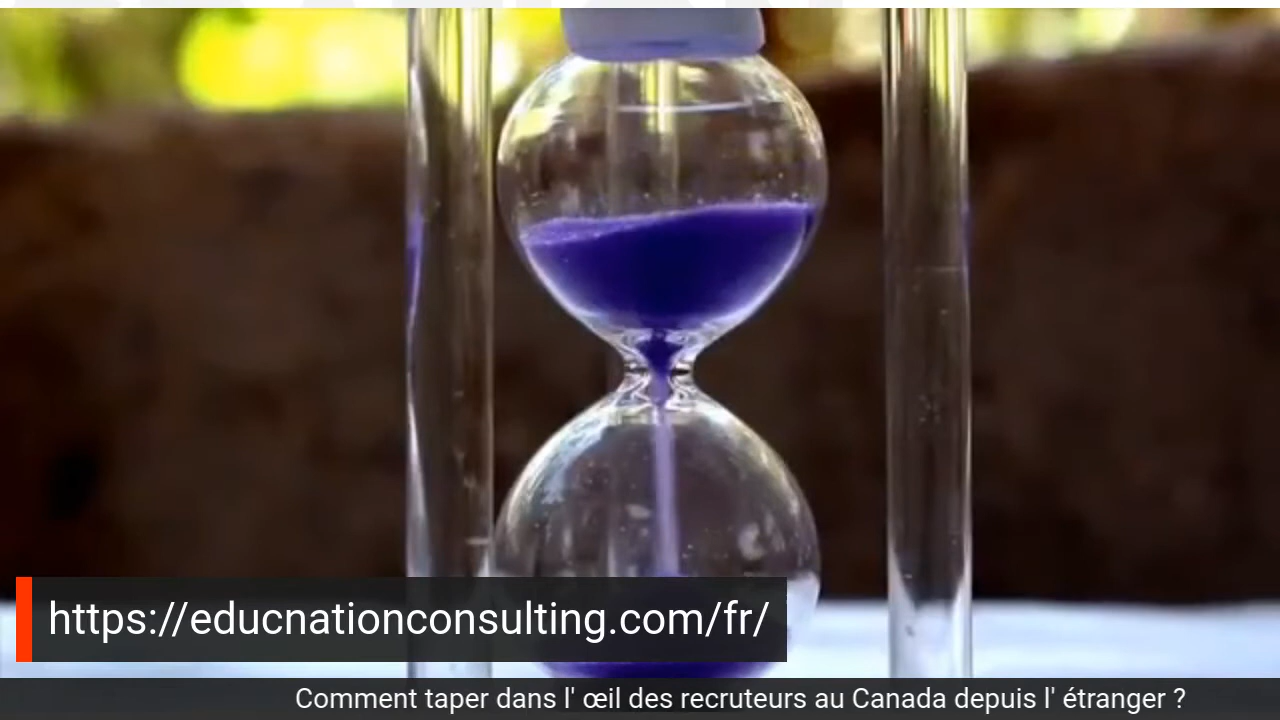 https://educnationconsulting.com/fr/
Comment taper dans l' œil des recruteurs au Canada depuis l' étranger ?